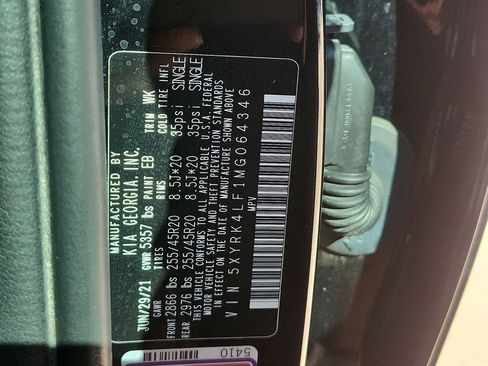 MANUFACTURED BY
KIA GEORGIA, INC.
JUN/29/21 GVWR 5357 lbs PAINT EB TRIM WK
GAWR TIRES RIMS COLD TIRE INFL
FRONT 2866 lbs 255/45R20 8.5J×20 35psi SINGLE
REAR 2976 lbs 255/45R20 8.5J×20 35psi SINGLE
THIS VEHICLE CONFORMS TO ALL APPLICABLE U.S.A. FEDERAL
MOTOR VEHICLE SAFETY AND THEFT PREVENTION STANDARDS
IN EFFECT ON THE DATE OF MANUFACTURE SHOWN ABOVE
VIN 5XYRK4LF1MG064346
MPV
5410